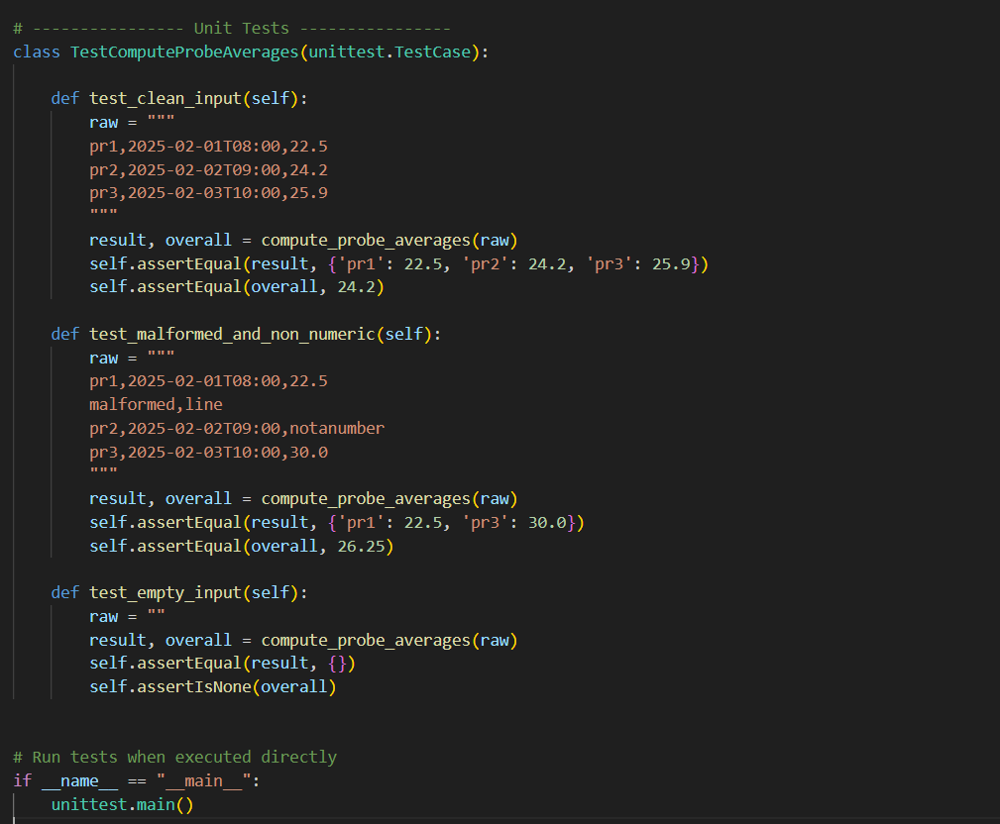 # ---------------- Unit Tests ----------------
class TestComputeProbeAverages(unittest.TestCase):
def test_clean_input(self):
raw = """
pr1,2025-02-01T08:00,22.5
pr2,2025-02-02T09:00,24.2
pr3,2025-02-03T10:00,25.9
"""
result, overall = compute_probe_averages(raw)
self.assertEqual(result, {'pr1': 22.5, 'pr2': 24.2, 'pr3': 25.9})
self.assertEqual(overall, 24.2)
def test_malformed_and_non_numeric(self):
raw = """
pr1,2025-02-01T08:00,22.5
malformed,line
pr2,2025-02-02T09:00,notanumber
pr3,2025-02-03T10:00,30.0
"""
result, overall = compute_probe_averages(raw)
self.assertEqual(result, {'pr1': 22.5, 'pr3': 30.0})
self.assertEqual(overall, 26.25)
def test_empty_input(self):
raw = ""
result, overall = compute_probe_averages(raw)
self.assertEqual(result, {})
self.assertIsNone(overall)
# Run tests when executed directly
if __name__ == "__main__":
unittest.main()